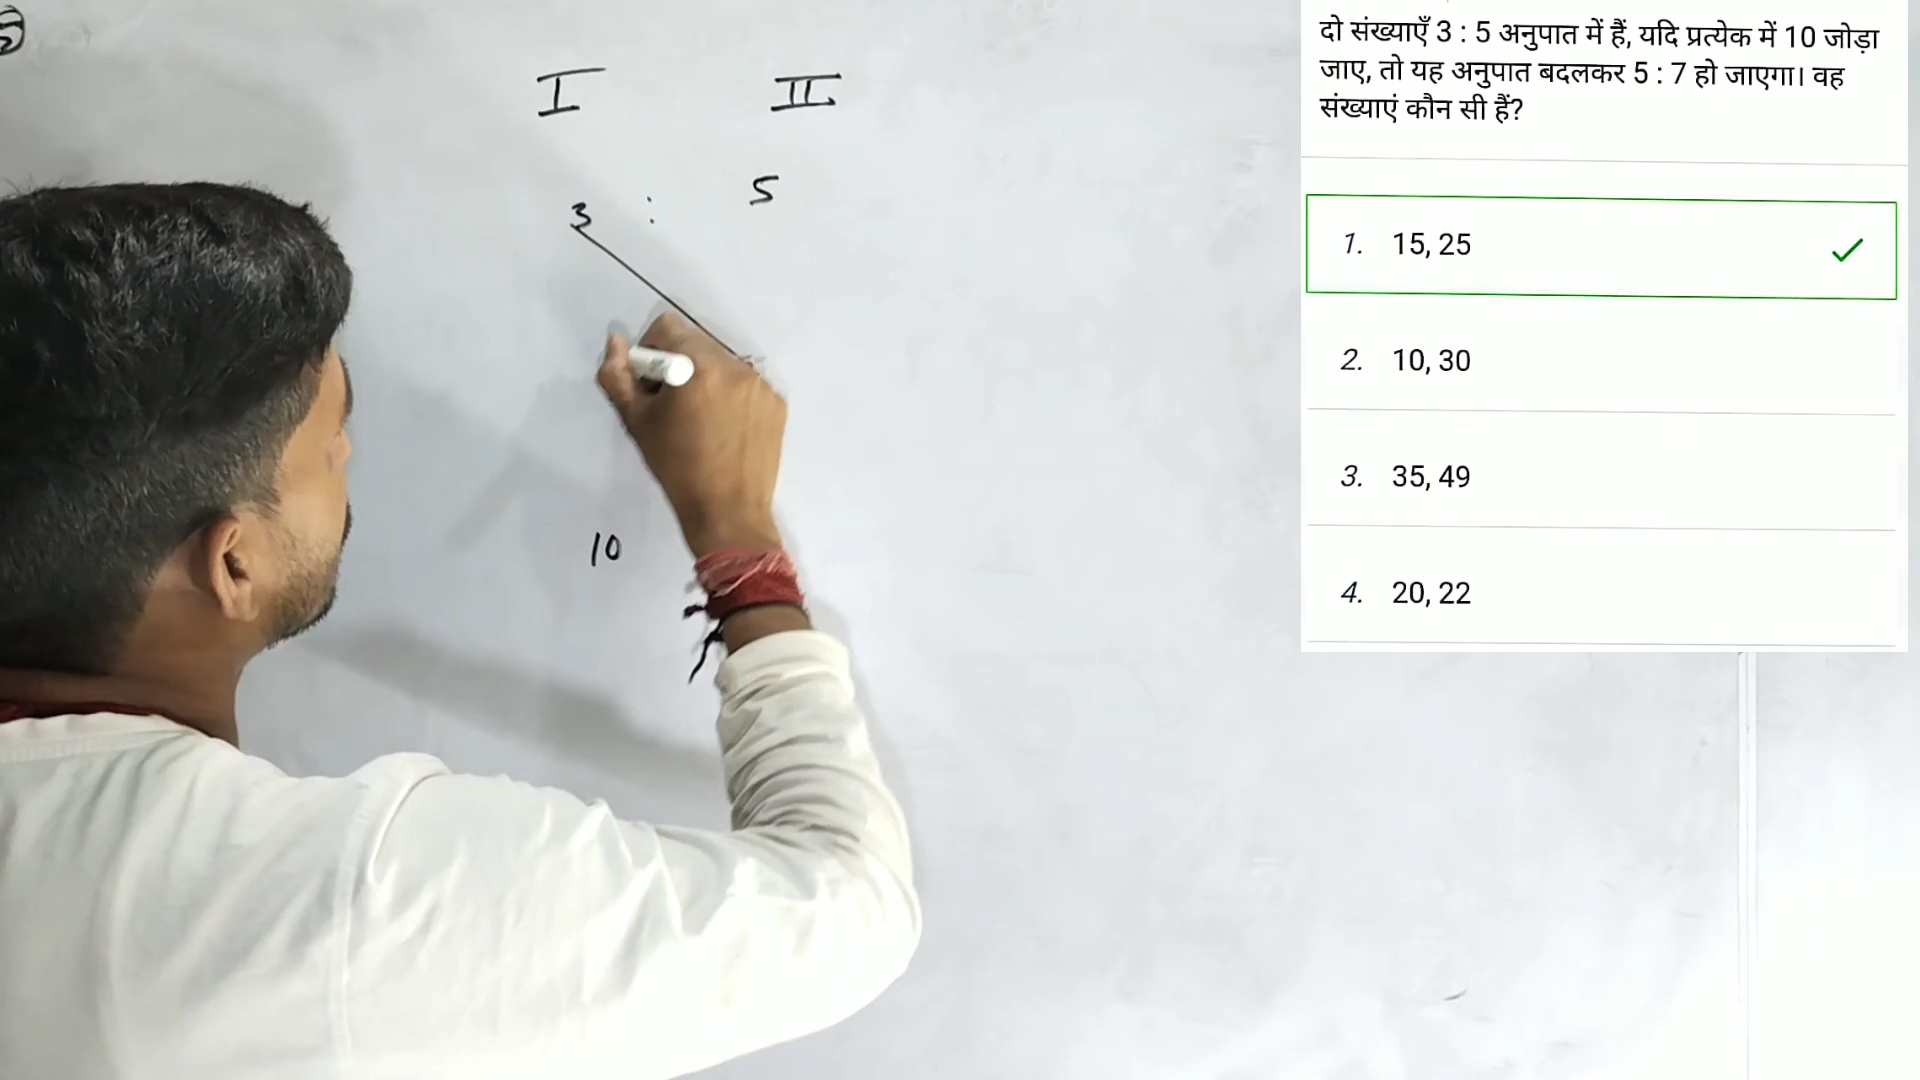 I II
3 : 5
10
दो संख्याएँ 3 : 5 अनुपात में हैं, यदि प्रत्येक में 10 जोड़ा
जाए, तो यह अनुपात बदलकर 5 : 7 हो जाएगा। वह
संख्याएं कौन सी हैं?
1. 15, 25
2. 10, 30
3. 35, 49
4. 20, 22